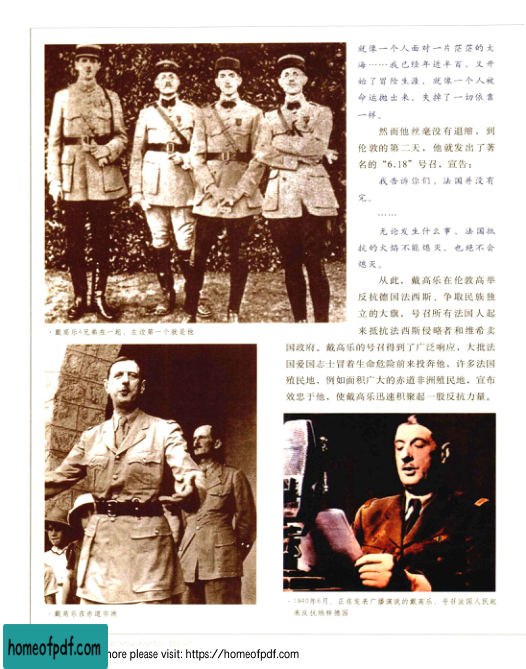 就像一个人面对一片茫茫的大
海……我已经年近半百，又开
始了冒险生涯，就像一个人被
命运抛出来，失掉了一切依靠
一样。
然而他丝毫没有退缩，到
伦敦的第二天，他就发出了著
名的“6.18”号召，宣告：
我告诉你们，法国并没有
完。
……
无论发生什么事，法国抵
抗的火焰不能熄灭，也绝不会
熄灭。
从此，戴高乐在伦敦高举
反抗德国法西斯、争取民族独
立的大旗，号召所有法国人起
来抵抗法西斯侵略者和维希卖
国政府。戴高乐的号召得到了广泛响应，大批法
国爱国志士冒着生命危险前来投奔他，许多法国
殖民地，例如面积广大的赤道非洲殖民地，宣布
效忠于他，使戴高乐迅速积聚起一股反抗力量。
· 戴高乐4兄弟在一起，左边第一个就是他
· 戴高乐在赤道非洲
· 1940年6月，正在发表广播演说的戴高乐，号召法国人民起
来反抗纳粹德国
homeofpdf.com
more please visit: https://homeofpdf.com